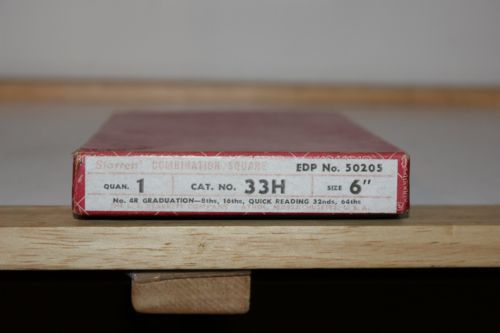 Starrett COMBINATION SQUARE EDP No. 50205
QUAN. 1 CAT. NO. 33H SIZE 6"
No. 4R GRADUATION—8ths, 16ths, QUICK READING 32nds, 64ths